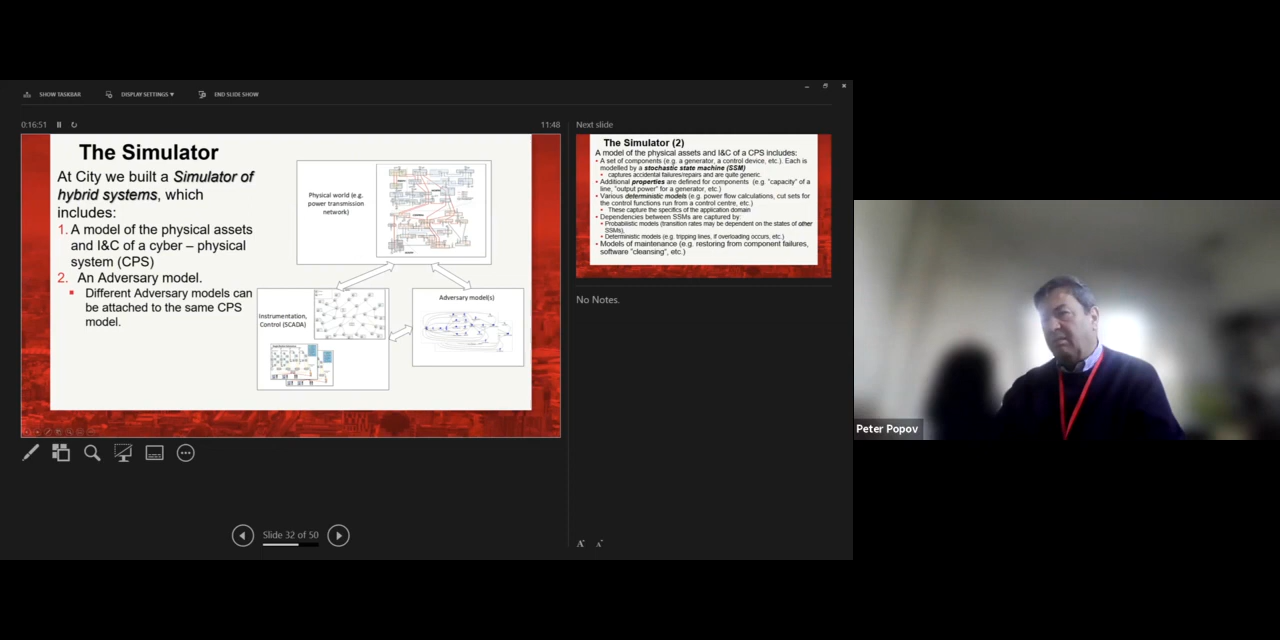 SHOW TASKBAR
DISPLAY SETTINGS ▼
END SLIDE SHOW
0:16:51
11:48
The Simulator
At City we built a Simulator of
hybrid systems, which
includes:
1. A model of the physical assets
and I&C of a cyber – physical
system (CPS)
2. An Adversary model.
Different Adversary models can
be attached to the same CPS
model.
Physical world (e.g.
power transmission
network)
Instrumentation,
Control (SCADA)
Adversary model(s)
Next slide
The Simulator (2)
A model of the physical assets and I&C of a CPS includes:
• A set of components (e.g. a generator, a control device, etc.). Each is
modelled by a stochastic state machine (SSM)
• captures accidental failures/repairs and are quite generic.
• Additional properties are defined for components (e.g. "capacity" of a
line, "output power" for a generator, etc.)
• Various deterministic models (e.g. power flow calculations, cut sets for
the control functions run from a control centre, etc.)
• These capture the specifics of the application domain
• Dependencies between SSMs are captured by:
• Probabilistic models (transition rates may be dependent on the states of other
SSMs),
• Deterministic models (e.g. tripping lines, if overloading occurs, etc.)
• Models of maintenance (e.g. restoring from component failures,
software "cleansing", etc.)
No Notes.
Slide 32 of 50
A A
Peter Popov